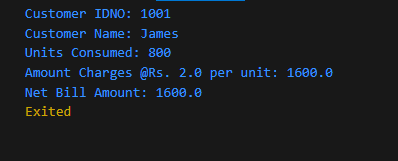 Customer IDNO: 1001
Customer Name: James
Units Consumed: 800
Amount Charges @Rs. 2.0 per unit: 1600.0
Net Bill Amount: 1600.0
Exited